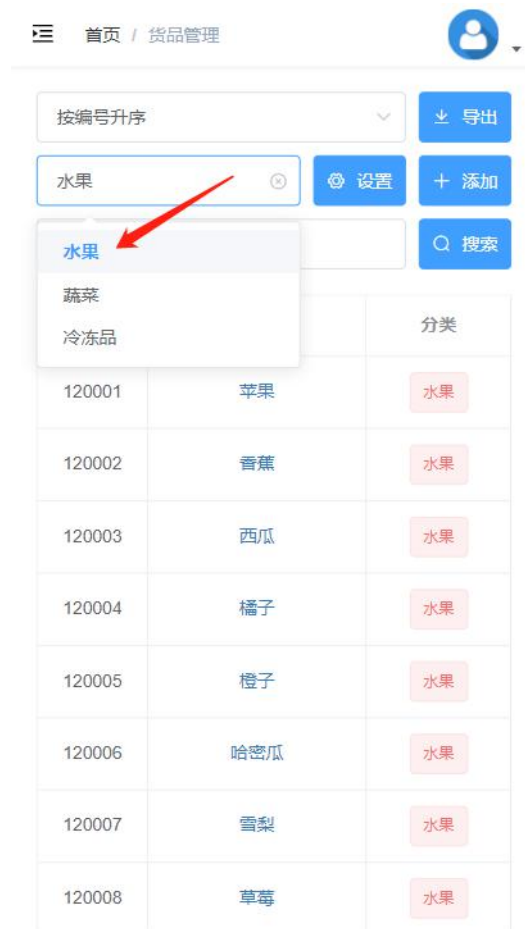 首页 / 货品管理
按编号升序
导出
水果
设置
添加
搜索
水果
蔬菜
冷冻品
分类
120001 苹果 水果
120002 香蕉 水果
120003 西瓜 水果
120004 橘子 水果
120005 橙子 水果
120006 哈密瓜 水果
120007 雪梨 水果
120008 草莓 水果